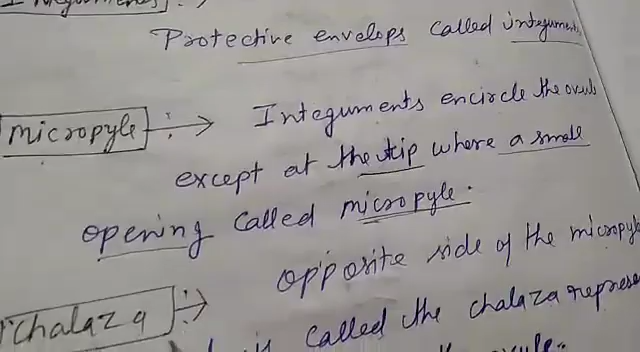 Protective envelops called integuments
micropyle :→ Integuments encircle the ovule
except at the tip where a small
opening called micropyle.
chalaza :→ opposite side of the micropyle
is called the chalaza represe